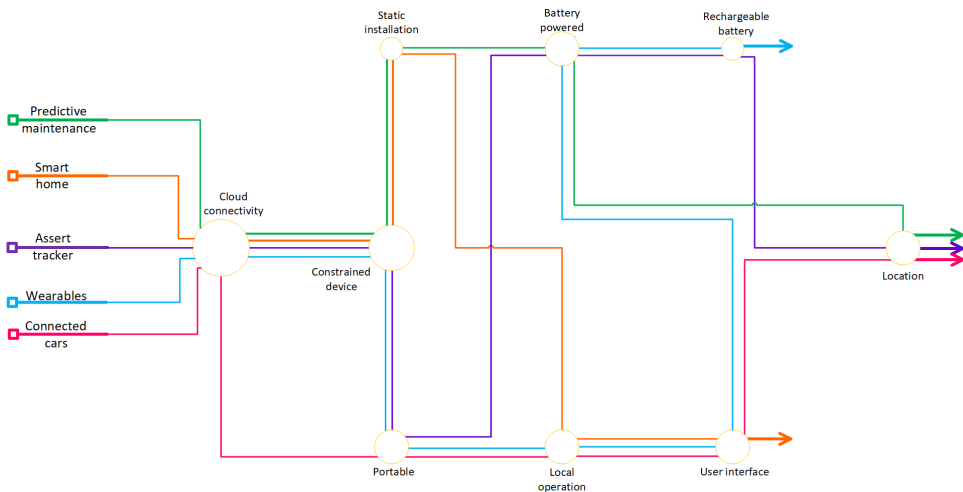 Static
installation
Battery
powered
Rechargeable
battery
Predictive
maintenance
Smart
home
Cloud
connectivity
Assert
tracker
Constrained
device
Location
Wearables
Connected
cars
Portable
Local
operation
User interface